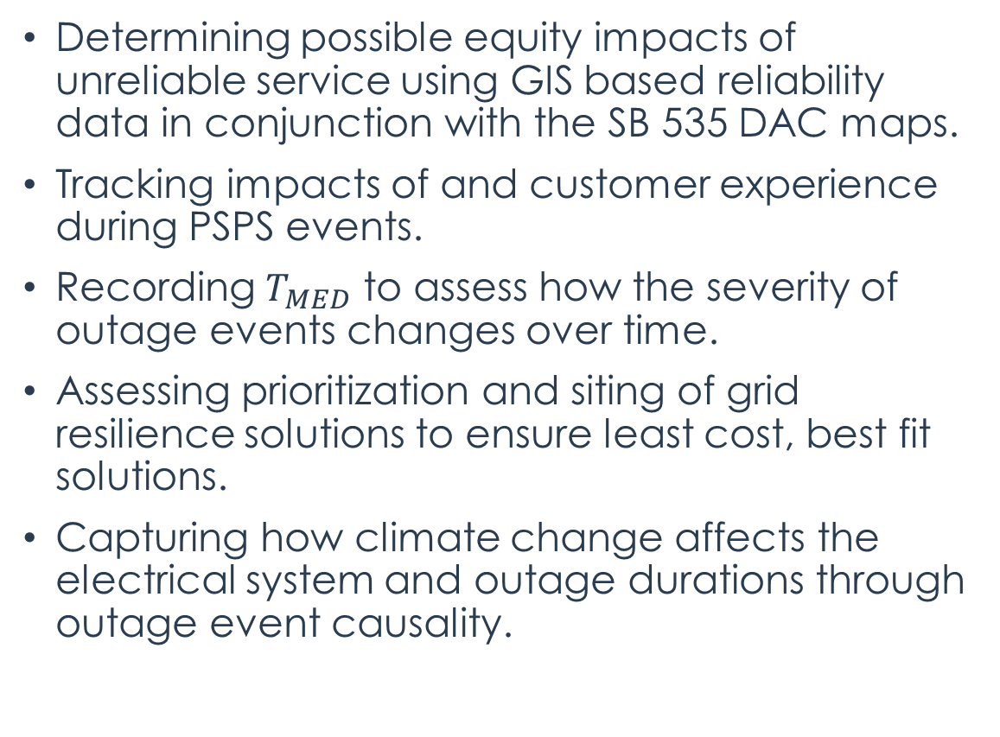 • Determining possible equity impacts of
unreliable service using GIS based reliability
data in conjunction with the SB 535 DAC maps.
• Tracking impacts of and customer experience
during PSPS events.
• Recording T_MED to assess how the severity of
outage events changes over time.
• Assessing prioritization and siting of grid
resilience solutions to ensure least cost, best fit
solutions.
• Capturing how climate change affects the
electrical system and outage durations through
outage event causality.